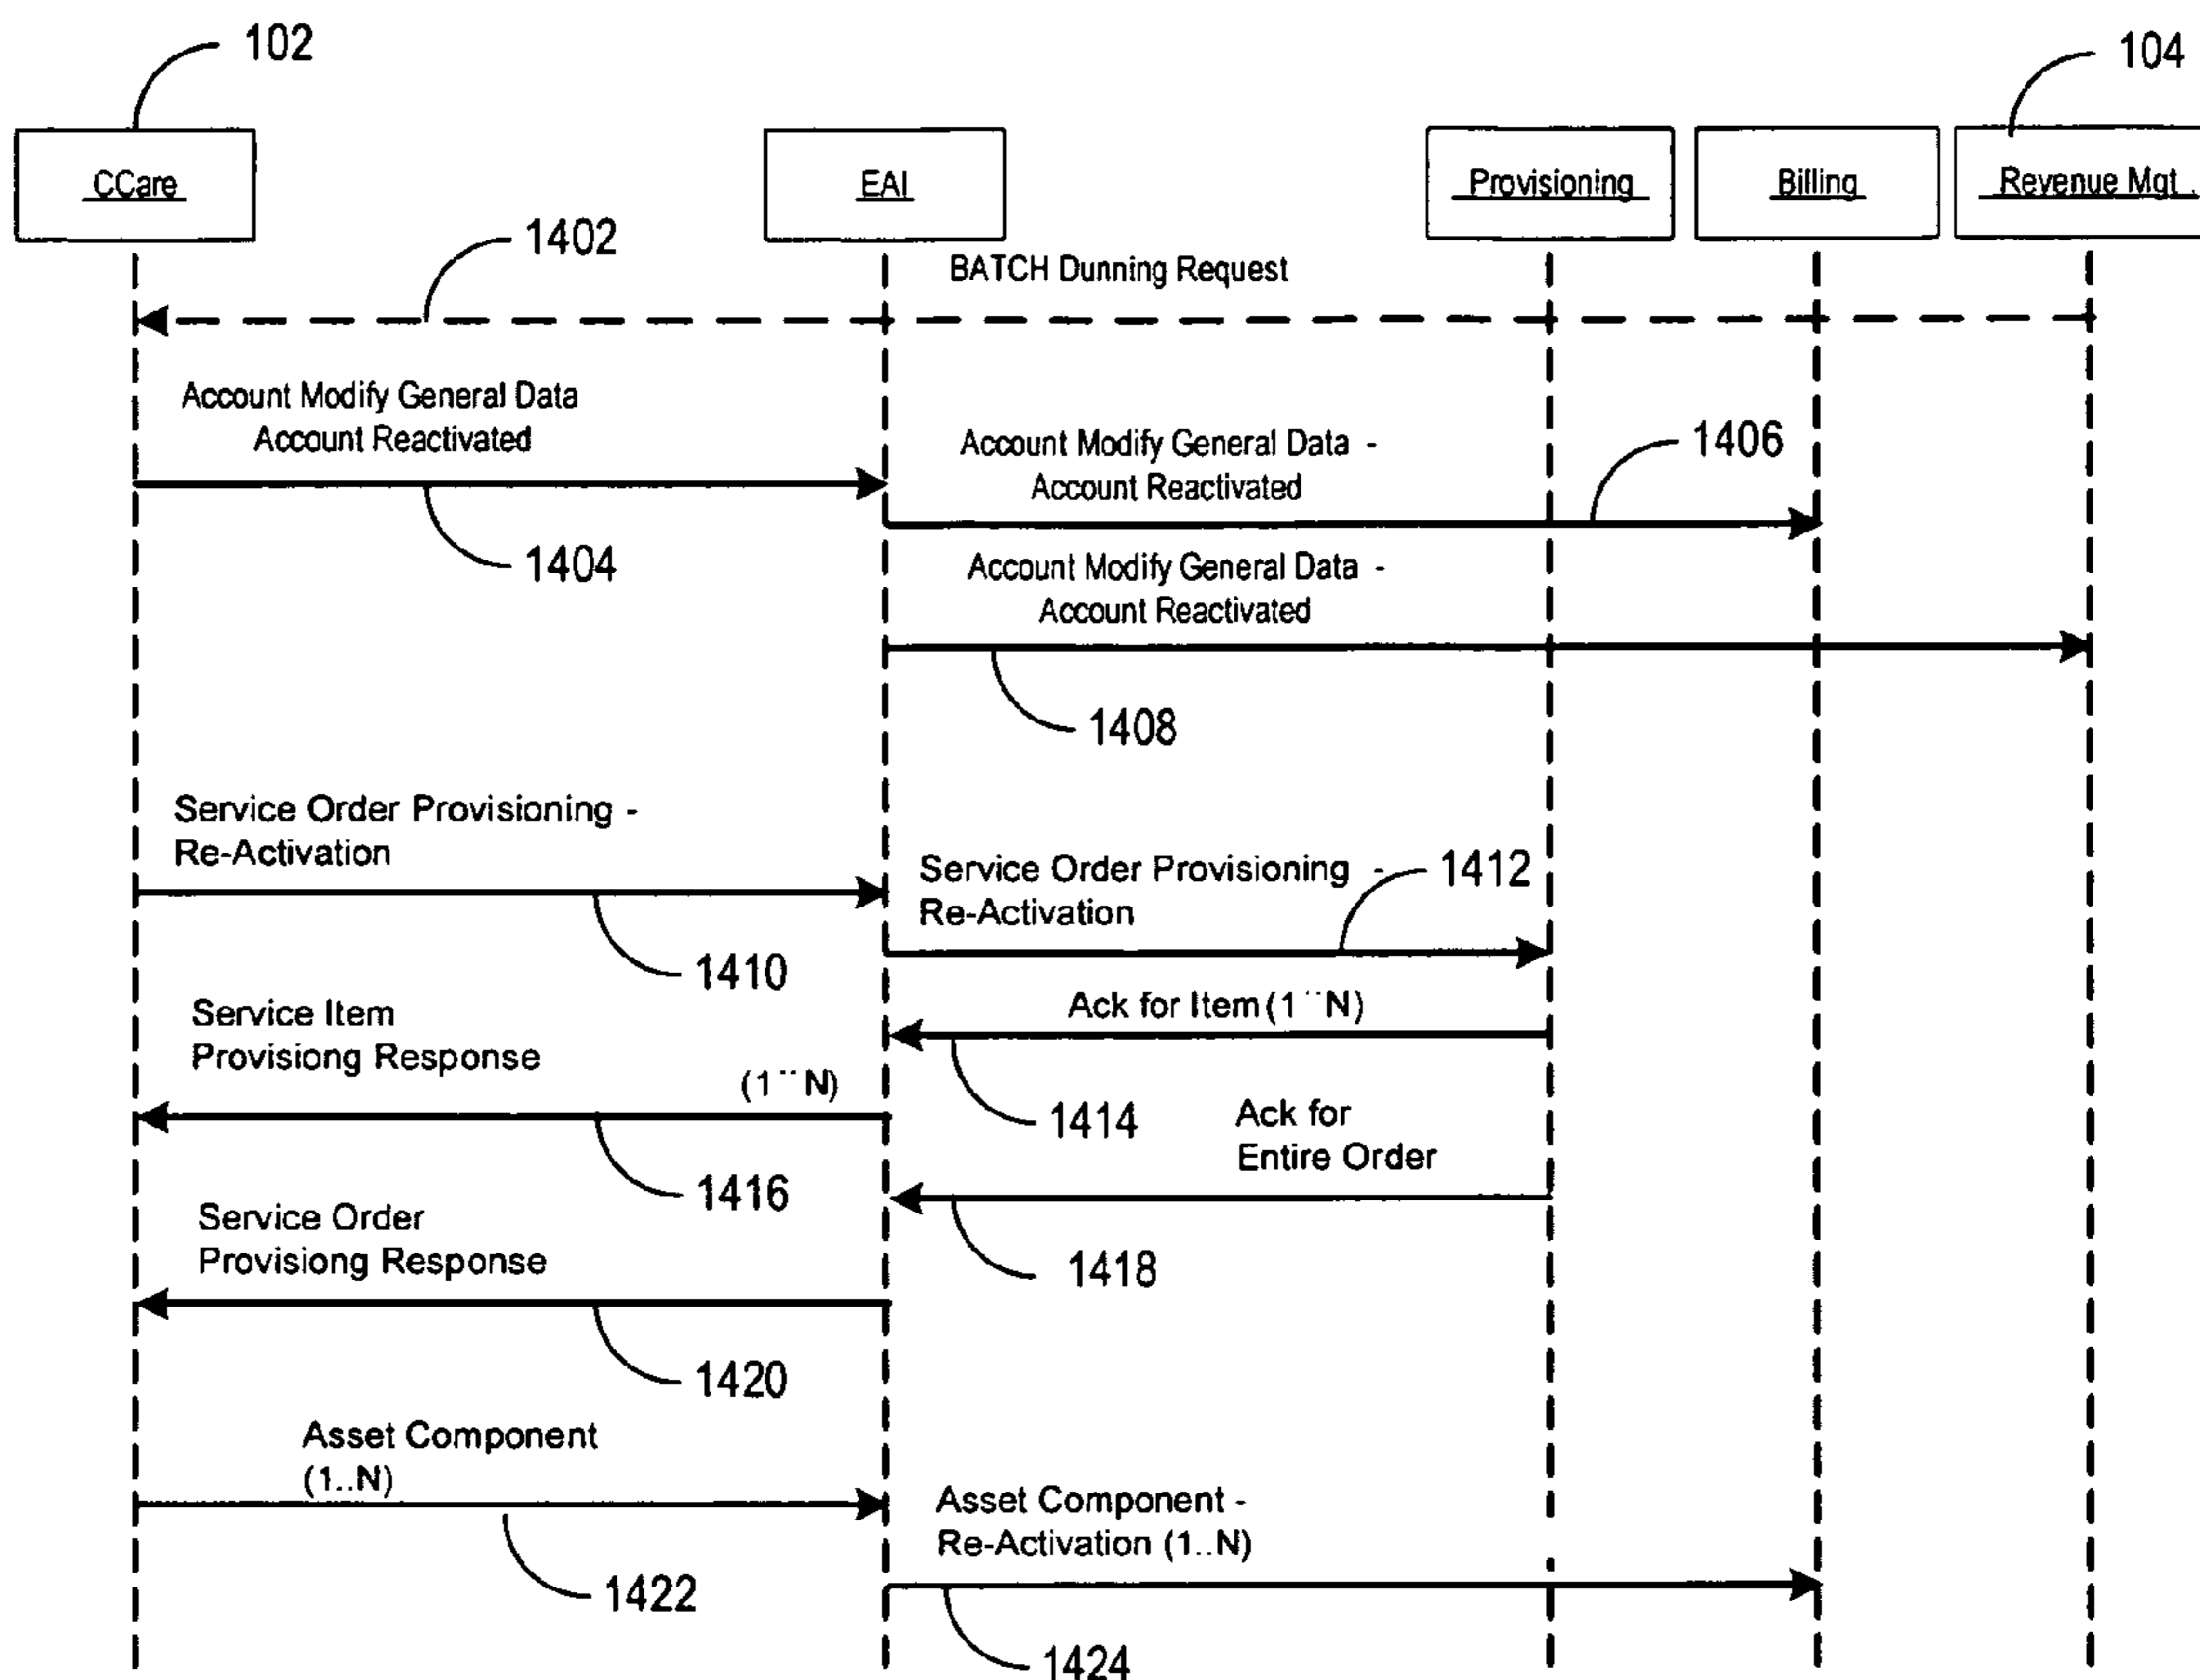 102
104
CCare
EAI
Provisioning
Billing
Revenue Mgt
1402
BATCH Dunning Request
Account Modify General Data
Account Reactivated
1404
Account Modify General Data -
Account Reactivated
1406
Account Modify General Data -
Account Reactivated
1408
Service Order Provisioning -
Re-Activation
1410
Service Order Provisioning -
Re-Activation
1412
Ack for Item (1¨N)
1414
Service Item
Provisiong Response
(1¨N)
1416
Ack for
Entire Order
1418
Service Order
Provisiong Response
1420
Asset Component
(1..N)
1422
Asset Component -
Re-Activation (1..N)
1424